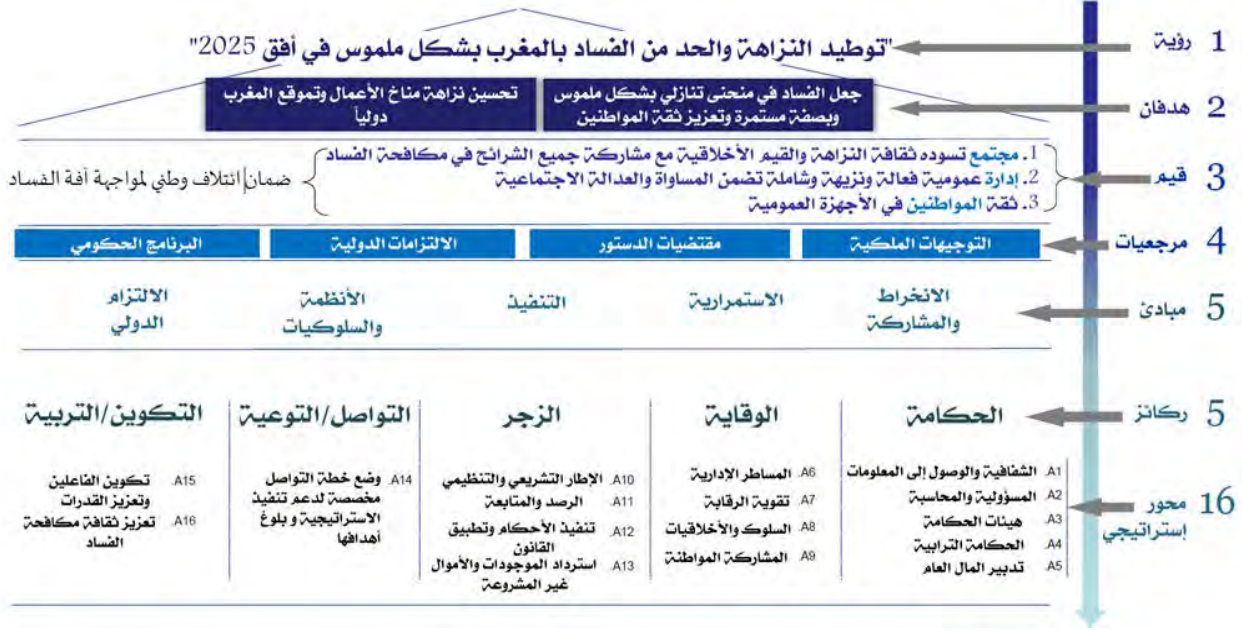 1 رؤية
"توطيد النزاهة والحد من الفساد بالمغرب بشكل ملموس في أفق 2025"
2 هدفان
جعل الفساد في منحنى تنازلي بشكل ملموس
وبصفة مستمرة وتعزيز ثقة المواطنين
تحسين نزاهة مناخ الأعمال وتموقع المغرب
دولياً
3 قيم
1. مجتمع تسوده ثقافة النزاهة والقيم الأخلاقية مع مشاركة جميع الشرائح في مكافحة الفساد
2. إدارة عمومية فعالة ونزيهة وشاملة تضمن المساواة والعدالة الاجتماعية
3. ثقة المواطنين في الأجهزة العمومية
ضمان ائتلاف وطني لمواجهة آفة الفساد
4 مرجعيات
التوجيهات الملكية
مقتضيات الدستور
الالتزامات الدولية
البرنامج الحكومي
5 مبادئ
الانخراط
والمشاركة
الاستمرارية
التنفيذ
الأنظمة
والسلوكيات
الالتزام
الدولي
5 ركائز
الحكامة
الوقاية
الزجر
التواصل/التوعية
التكوين/التربية
16 محور
إستراتيجي
A1. الشفافية والوصول إلى المعلومات
A2. المسؤولية والمحاسبة
A3. هيئات الحكامة
A4. الحكامة الترابية
A5. تدبير المال العام
A6. المساطر الإدارية
A7. تقوية الرقابة
A8. السلوك والأخلاقيات
A9. المشاركة المواطنة
A10. الإطار التشريعي والتنظيمي
A11. الرصد والمتابعة
A12. تنفيذ الأحكام وتطبيق
القانون
A13. استرداد الموجودات والأموال
غير المشروعة
A14. وضع خطة التواصل
مخصصة لدعم تنفيذ
الاستراتيجية و بلوغ
أهدافها
A15. تكوين الفاعلين
وتعزيز القدرات
A16. تعزيز ثقافة مكافحة
الفساد